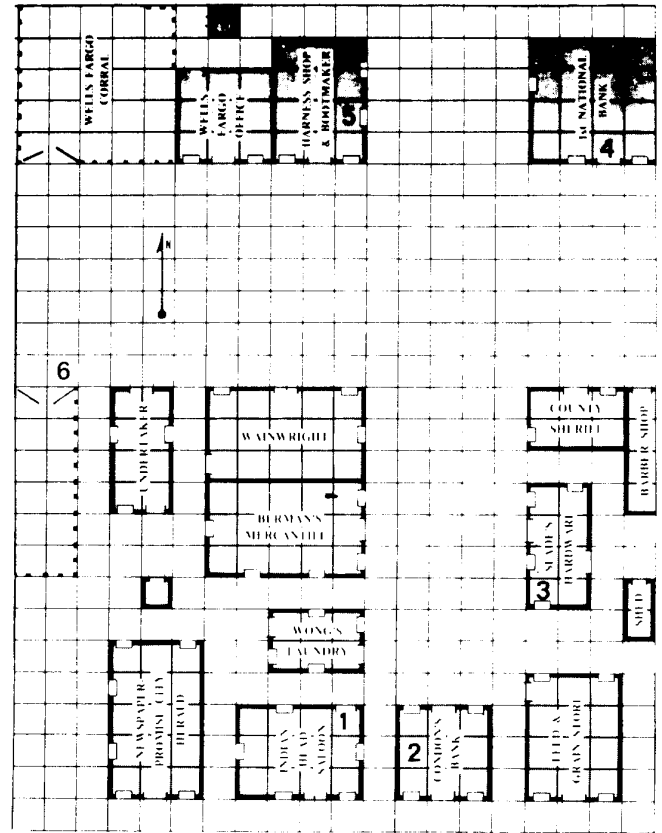 WELLS FARGO
CORRAL
WELLS
FARGO
OFFICE
HARNESS SHOP
& BOOTMAKER
5
1st NATIONAL
BANK
4
N
6
UNDERTAKER
WAINWRIGHT
BERMAN'S
MERCANTILE
COUNTY
SHERIFF
BARBER SHOP
SLADE'S
HARDWARE
3
SHED
WONG'S
LAUNDRY
NEWSPAPER
PROMISE CITY
HERALD
INDIAN
HEAD
SALOON
1
2
CONDON'S
BANK
FEED &
GRAIN STORE